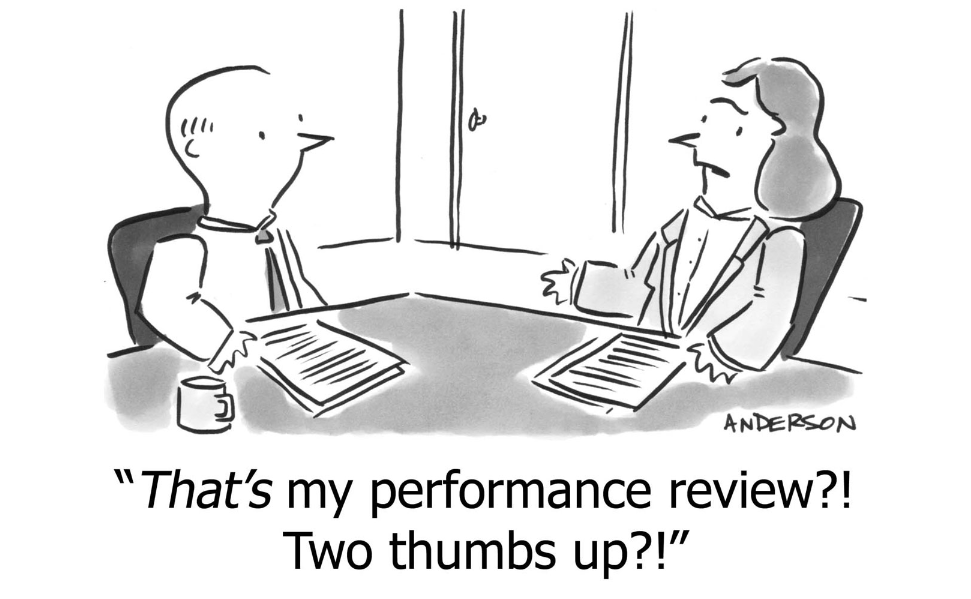 ANDERSON
“That’s my performance review?!
Two thumbs up?!”